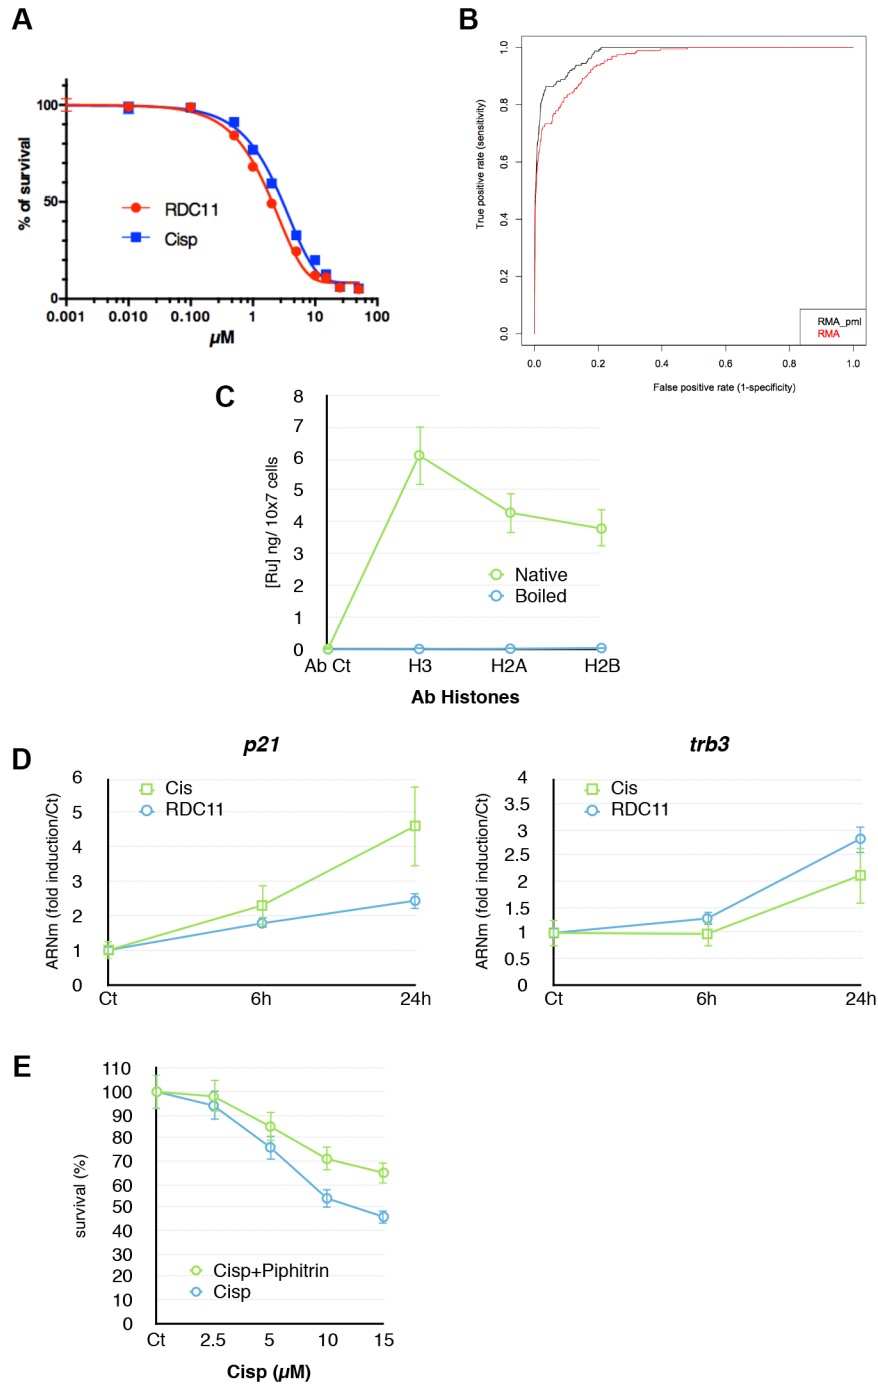 A
% of survival
100
50
0
RDC11
Cisp
0.001 0.010 0.100 1 10 100
µM
B
True positive rate (sensitivity)
1.0
0.8
0.6
0.4
0.2
0.0
RMA_pml
RMA
0.0 0.2 0.4 0.6 0.8 1.0
False positive rate (1-specificity)
C
[Ru] ng/ 10x7 cells
8
7
6
5
4
3
2
1
0
Native
Boiled
Ab Ct H3 H2A H2B
Ab Histones
D
p21
ARNm (fold induction/Ct)
6
5
4
3
2
1
0
Cis
RDC11
Ct 6h 24h
trb3
ARNm (fold induction/Ct)
4
3.5
3
2.5
2
1.5
1
0.5
0
Cis
RDC11
Ct 6h 24h
E
survival (%)
110
100
90
80
70
60
50
40
30
20
10
0
Cisp+Piphitrin
Cisp
Ct 2.5 5 10 15
Cisp (µM)